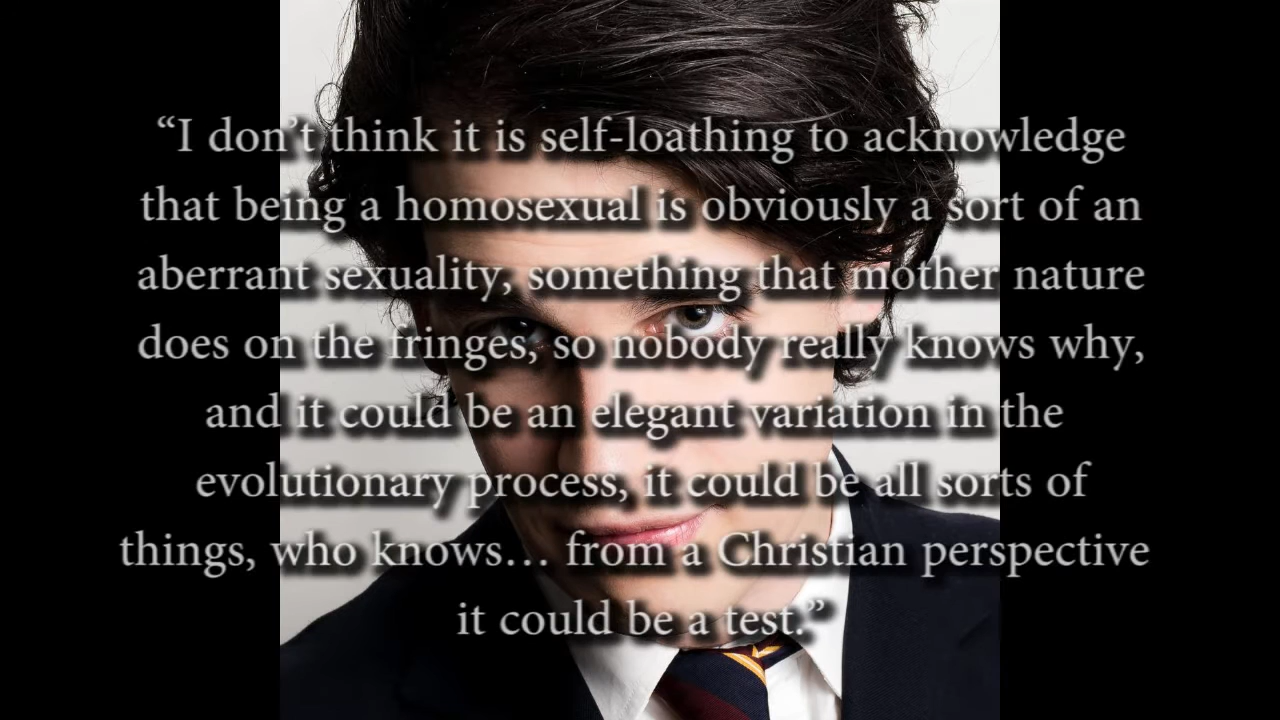 “I don’t think it is self-loathing to acknowledge
that being a homosexual is obviously a sort of an
aberrant sexuality, something that mother nature
does on the fringes, so nobody really knows why,
and it could be an elegant variation in the
evolutionary process, it could be all sorts of
things, who knows… from a Christian perspective
it could be a test.”